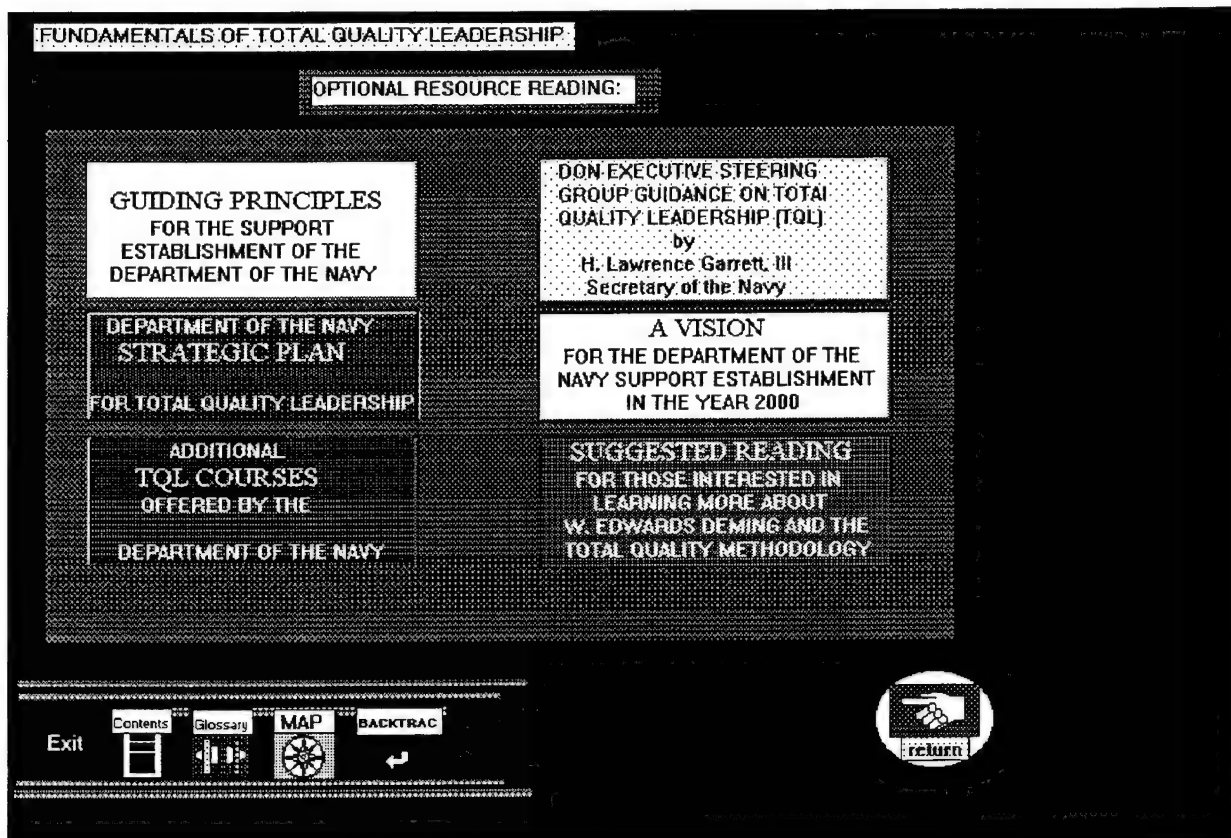 FUNDAMENTALS OF TOTAL QUALITY LEADERSHIP
OPTIONAL RESOURCE READING:
GUIDING PRINCIPLES
FOR THE SUPPORT
ESTABLISHMENT OF THE
DEPARTMENT OF THE NAVY
DON EXECUTIVE STEERING
GROUP GUIDANCE ON TOTAL
QUALITY LEADERSHIP (TQL)
by
H. Lawrence Garrett, III
Secretary of the Navy
DEPARTMENT OF THE NAVY
STRATEGIC PLAN
FOR TOTAL QUALITY LEADERSHIP
A VISION
FOR THE DEPARTMENT OF THE
NAVY SUPPORT ESTABLISHMENT
IN THE YEAR 2000
ADDITIONAL
TQL COURSES
OFFERED BY THE
DEPARTMENT OF THE NAVY
SUGGESTED READING
FOR THOSE INTERESTED IN
LEARNING MORE ABOUT
W. EDWARDS DEMING AND THE
TOTAL QUALITY METHODOLOGY
Exit
Contents
Glossary
MAP
BACKTRAC
return